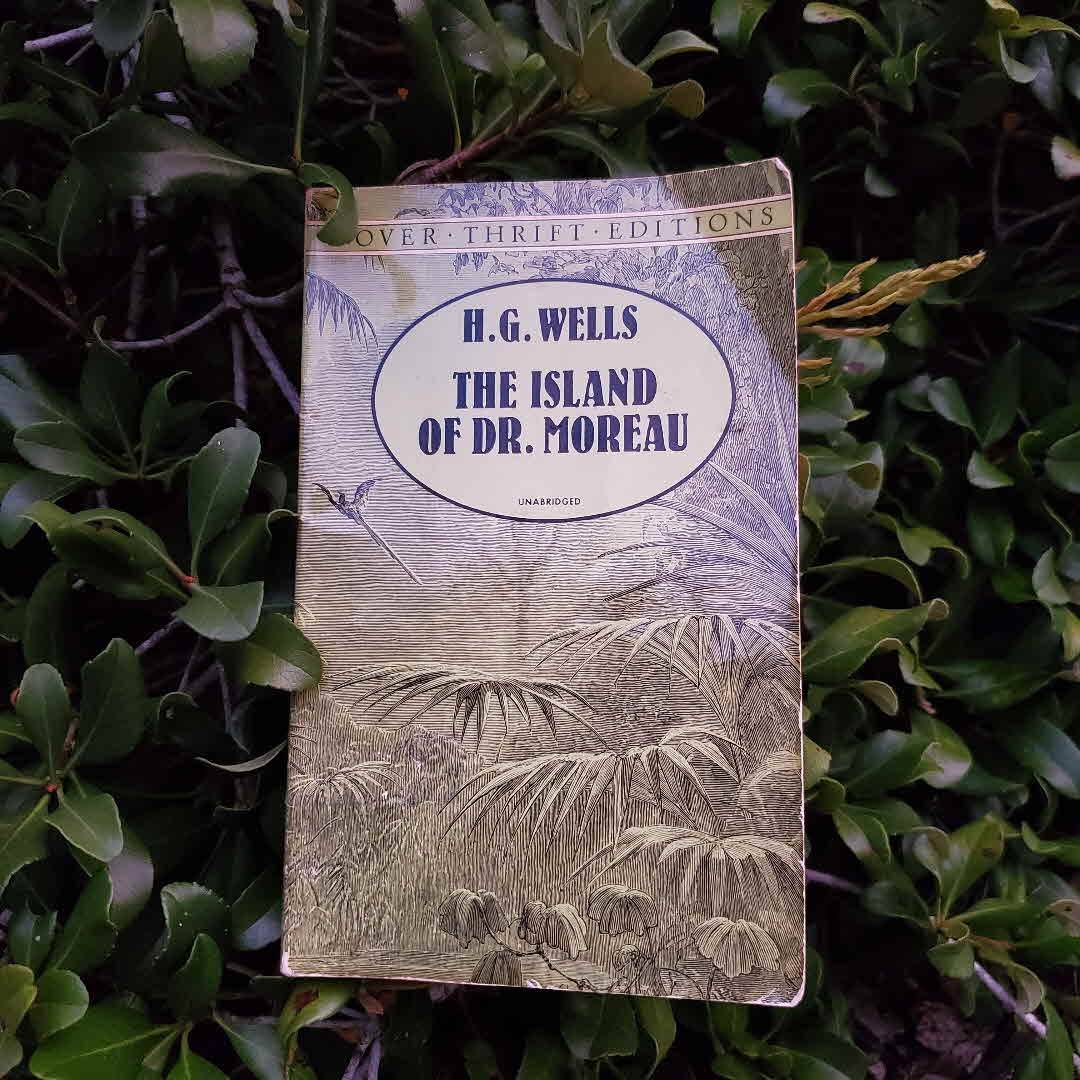 OVER · THRIFT · EDITIONS
H. G. WELLS
THE ISLAND
OF DR. MOREAU
UNABRIDGED